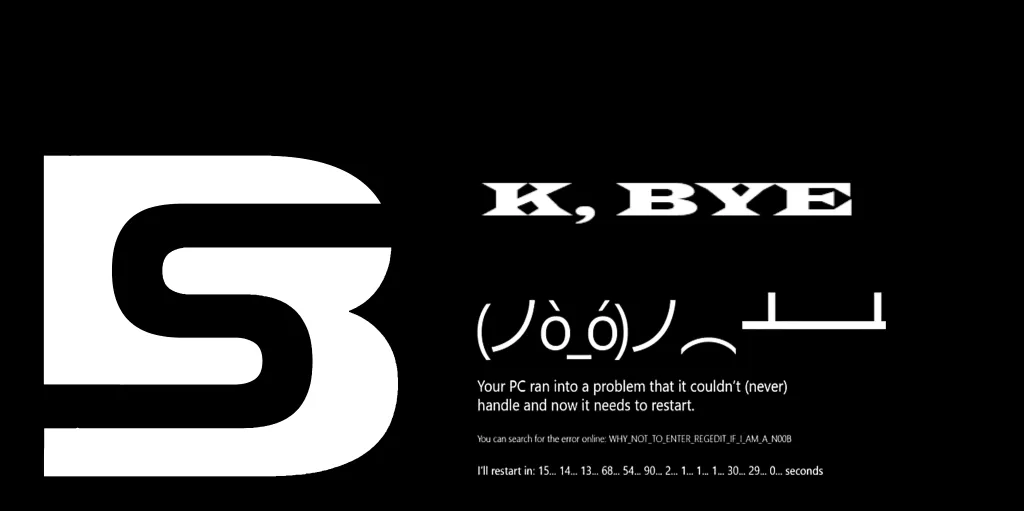 BS
K, BYE
(ノò_ó)ノ︵┻━┻
Your PC ran into a problem that it couldn't (never)
handle and now it needs to restart.
You can search for the error online: WHY_NOT_TO_ENTER_REGEDIT_IF_I_AM_A_N00B
I'll restart in: 15... 14... 13... 68... 54... 90... 2... 1... 1... 1... 30... 29... 0... seconds